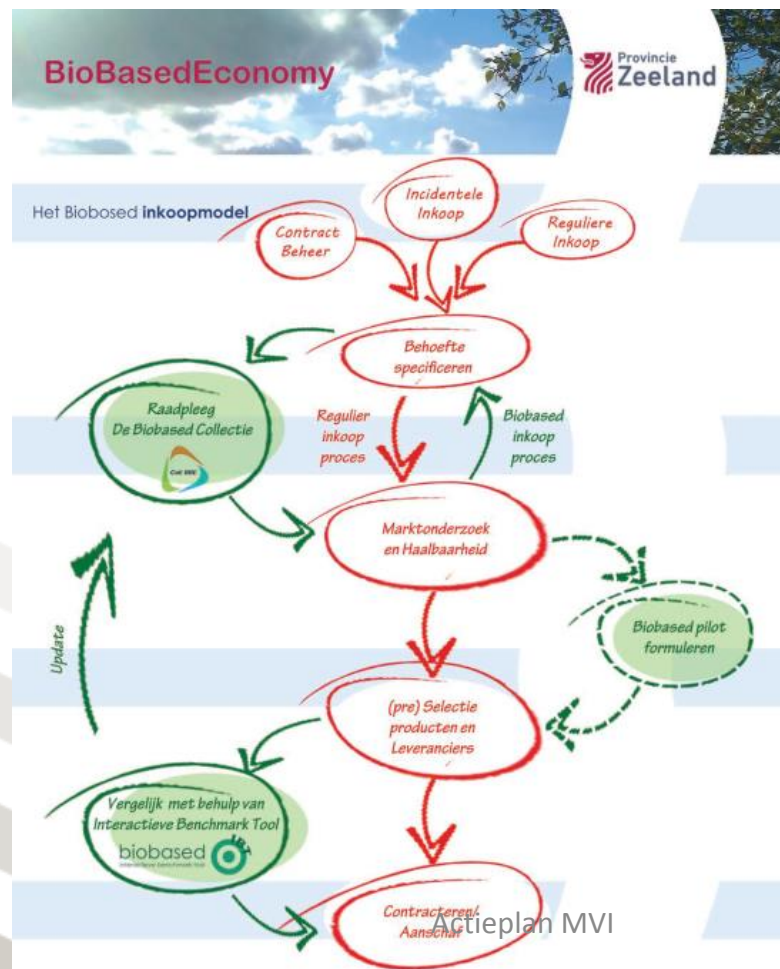 BioBasedEconomy
Provincie
Zeeland
Het Biobosed inkoopmodel
Incidentele
Inkoop
Contract
Beheer
Reguliere
Inkoop
Behoefte
specificeren
Raadpleeg
De Biobased Collectie
Regulier
inkoop
proces
Biobased
inkoop
proces
Marktonderzoek
en Haalbaarheid
Update
Biobased pilot
formuleren
(pre) Selectie
producten en
Leveranciers
Vergelijk met behulp van
Interactieve Benchmark Tool
biobased IBT
Contracteren/
Aanschaf
Actieplan MVI